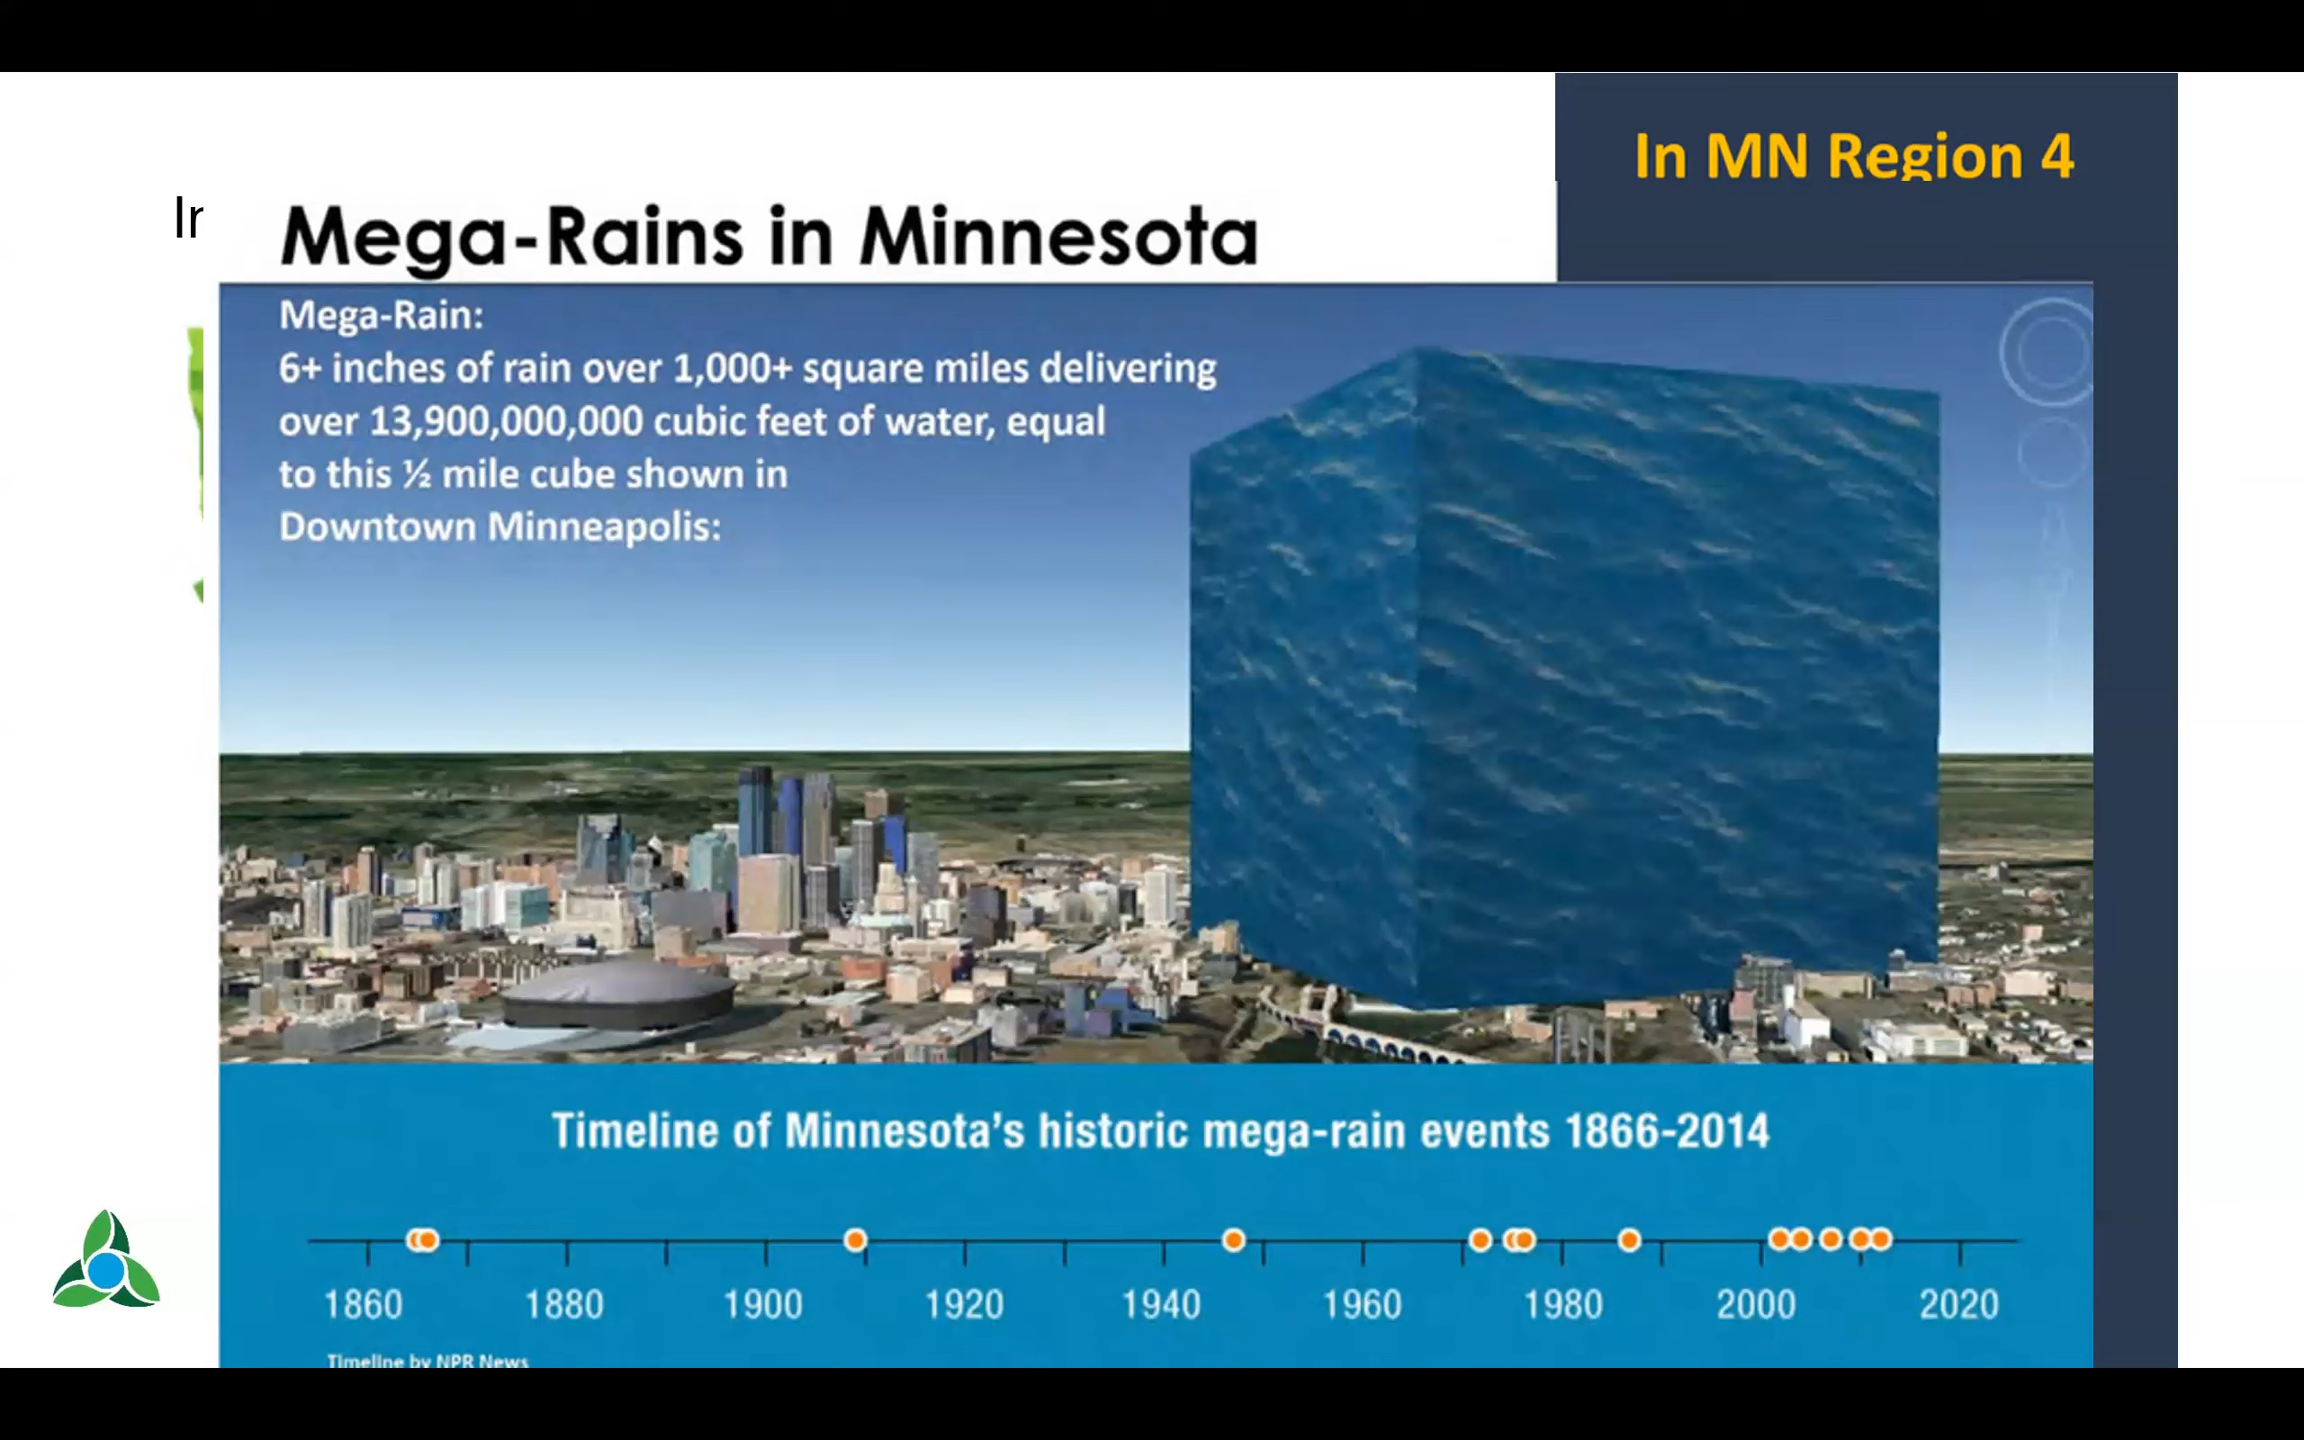 In MN Region 4
Mega-Rains in Minnesota
Mega-Rain:
6+ inches of rain over 1,000+ square miles delivering
over 13,900,000,000 cubic feet of water, equal
to this ½ mile cube shown in
Downtown Minneapolis:
Timeline of Minnesota's historic mega-rain events 1866-2014
1860 1880 1900 1920 1940 1960 1980 2000 2020
Timeline by NPR News